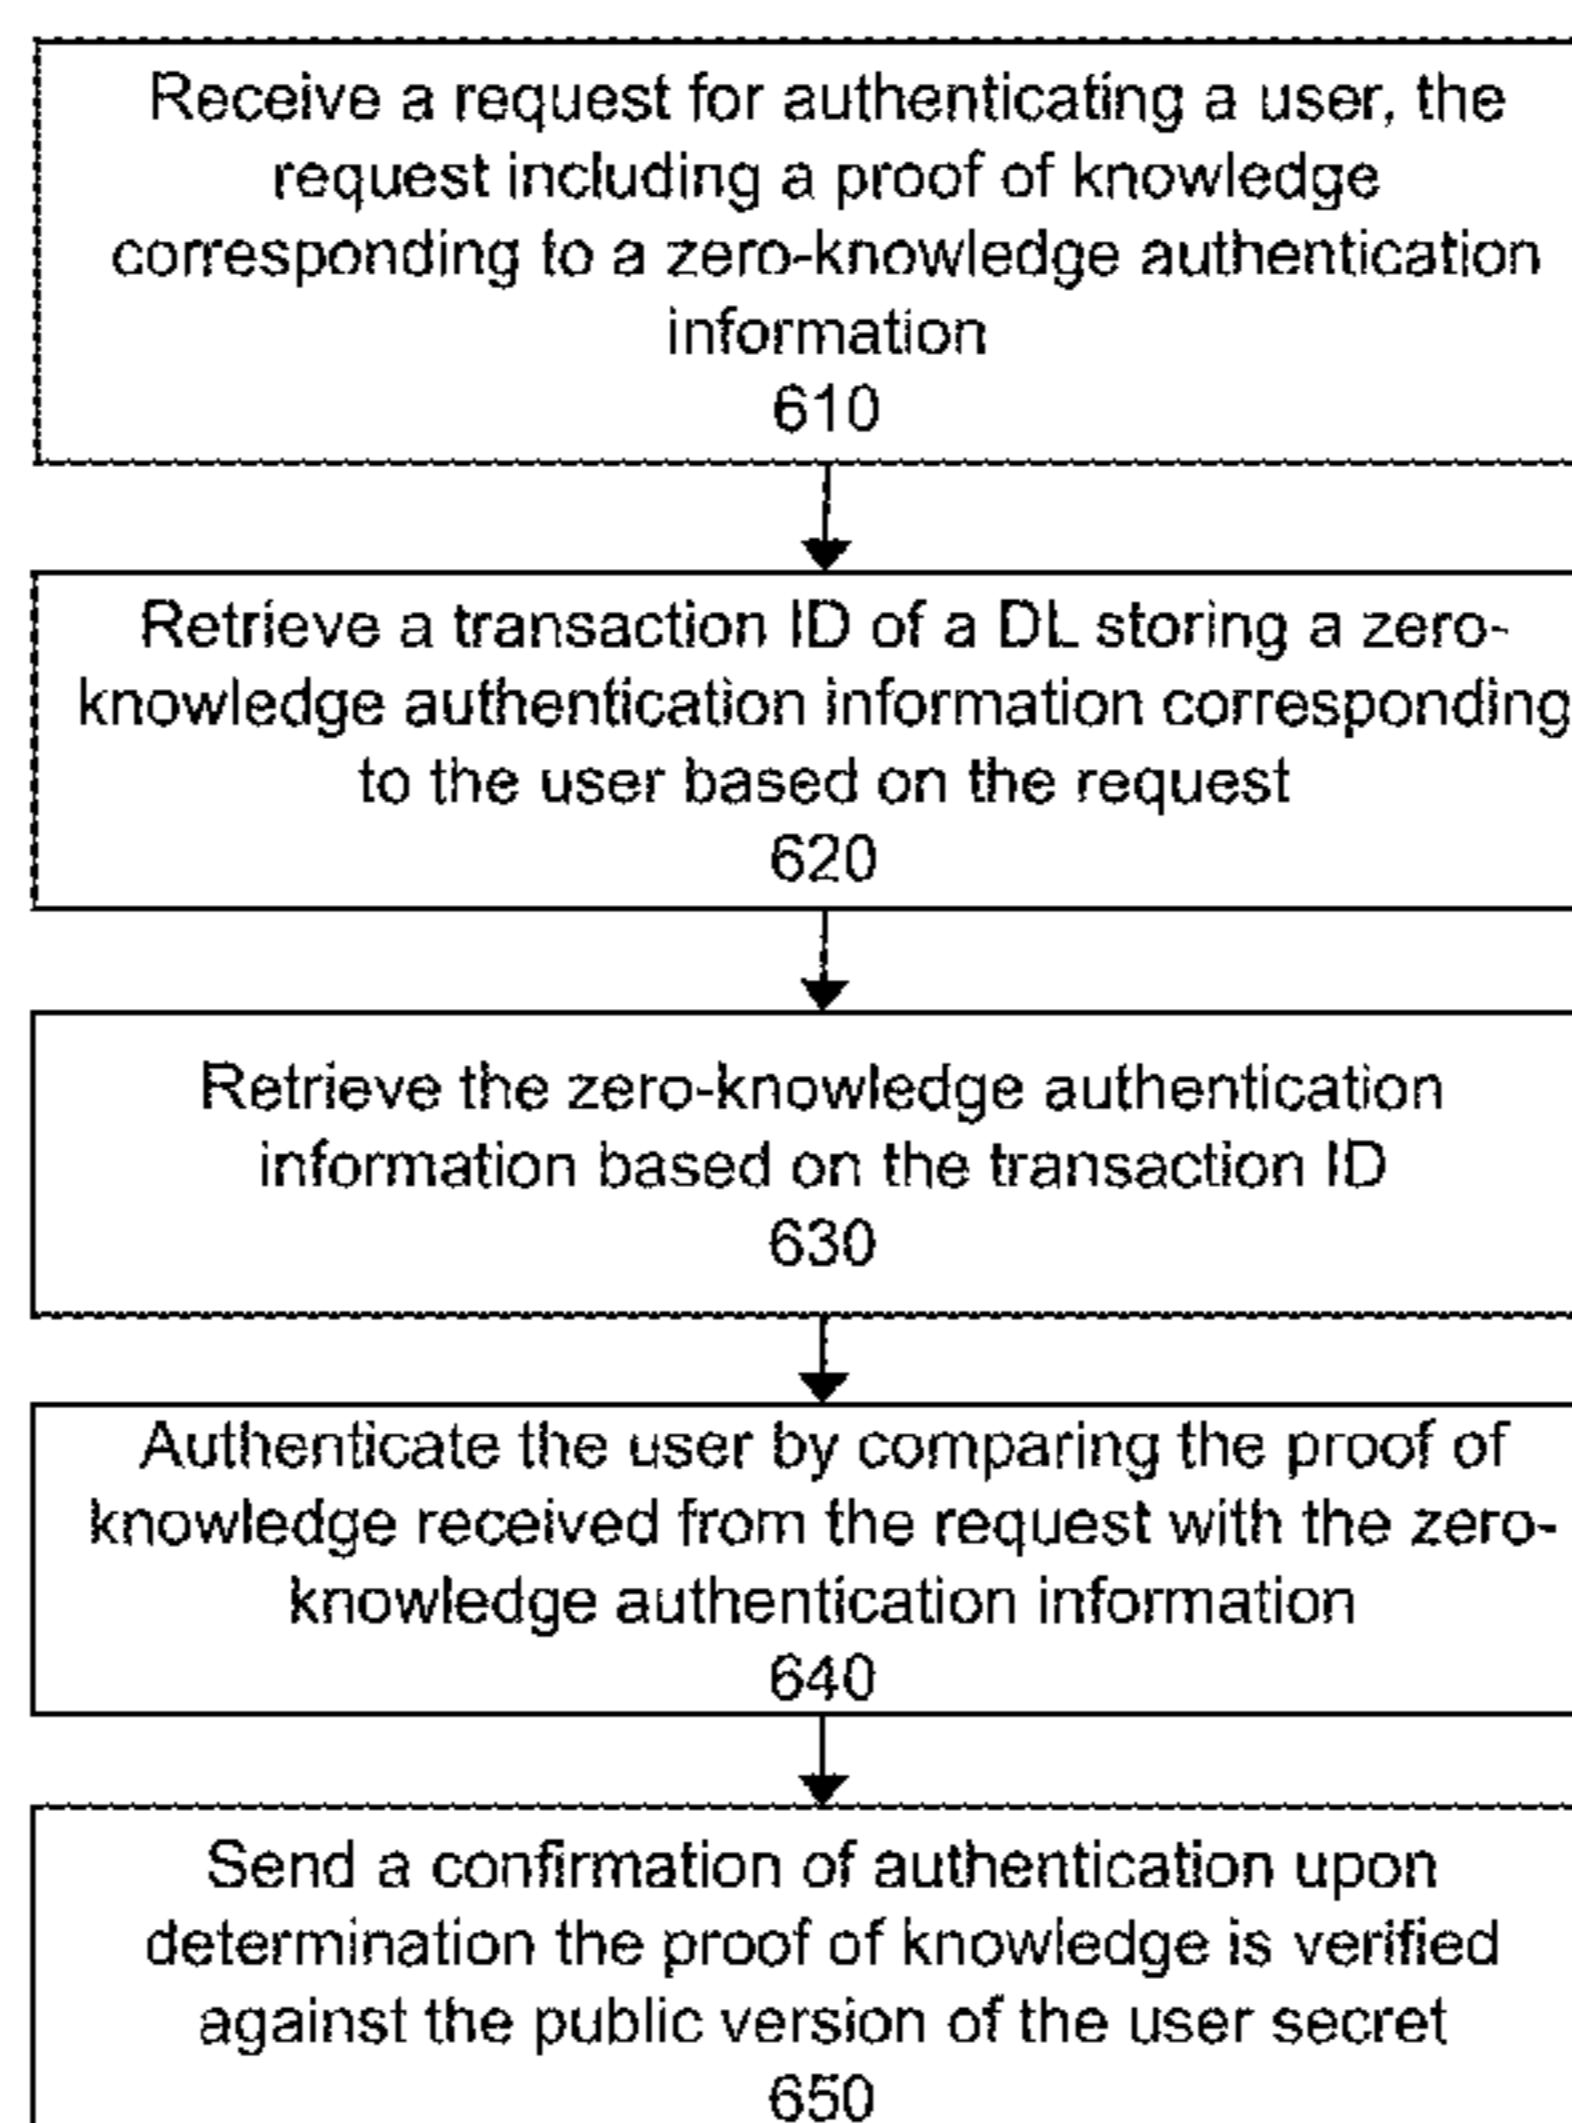 Receive a request for authenticating a user, the
request including a proof of knowledge
corresponding to a zero-knowledge authentication
information
610
Retrieve a transaction ID of a DL storing a zero-
knowledge authentication information corresponding
to the user based on the request
620
Retrieve the zero-knowledge authentication
information based on the transaction ID
630
Authenticate the user by comparing the proof of
knowledge received from the request with the zero-
knowledge authentication information
640
Send a confirmation of authentication upon
determination the proof of knowledge is verified
against the public version of the user secret
650